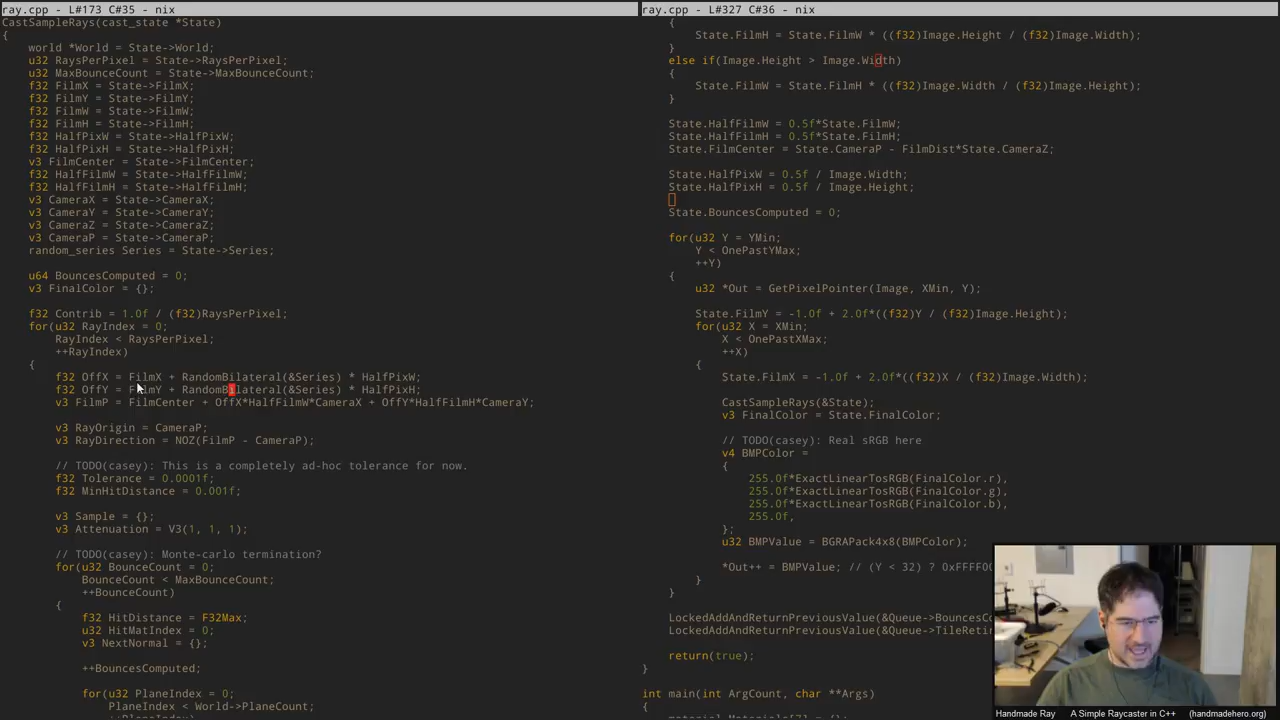 ray.cpp - L#173 C#35 - nix
CastSampleRays(cast_state *State)
{
world *World = State->World;
u32 RaysPerPixel = State->RaysPerPixel;
u32 MaxBounceCount = State->MaxBounceCount;
f32 FilmX = State->FilmX;
f32 FilmY = State->FilmY;
f32 FilmW = State->FilmW;
f32 FilmH = State->FilmH;
f32 HalfPixW = State->HalfPixW;
f32 HalfPixH = State->HalfPixH;
v3 FilmCenter = State->FilmCenter;
f32 HalfFilmW = State->HalfFilmW;
f32 HalfFilmH = State->HalfFilmH;
v3 CameraX = State->CameraX;
v3 CameraY = State->CameraY;
v3 CameraZ = State->CameraZ;
v3 CameraP = State->CameraP;
random_series Series = State->Series;
u64 BouncesComputed = 0;
v3 FinalColor = {};
f32 Contrib = 1.0f / (f32)RaysPerPixel;
for(u32 RayIndex = 0;
RayIndex < RaysPerPixel;
++RayIndex)
{
f32 OffX = FilmX + RandomBilateral(&Series) * HalfPixW;
f32 OffY = FilmY + RandomBilateral(&Series) * HalfPixH;
v3 FilmP = FilmCenter + OffX*HalfFilmW*CameraX + OffY*HalfFilmH*CameraY;
v3 RayOrigin = CameraP;
v3 RayDirection = NOZ(FilmP - CameraP);
// TODO(casey): This is a completely ad-hoc tolerance for now.
f32 Tolerance = 0.0001f;
f32 MinHitDistance = 0.001f;
v3 Sample = {};
v3 Attenuation = V3(1, 1, 1);
// TODO(casey): Monte-carlo termination?
for(u32 BounceCount = 0;
BounceCount < MaxBounceCount;
++BounceCount)
{
f32 HitDistance = F32Max;
u32 HitMatIndex = 0;
v3 NextNormal = {};
++BouncesComputed;
for(u32 PlaneIndex = 0;
PlaneIndex < World->PlaneCount;
ray.cpp - L#327 C#36 - nix
{
State.FilmH = State.FilmW * ((f32)Image.Height / (f32)Image.Width);
}
else if(Image.Height > Image.Width)
{
State.FilmW = State.FilmH * ((f32)Image.Width / (f32)Image.Height);
}
State.HalfFilmW = 0.5f*State.FilmW;
State.HalfFilmH = 0.5f*State.FilmH;
State.FilmCenter = State.CameraP - FilmDist*State.CameraZ;
State.HalfPixW = 0.5f / Image.Width;
State.HalfPixH = 0.5f / Image.Height;
State.BouncesComputed = 0;
for(u32 Y = YMin;
Y < OnePastYMax;
++Y)
{
u32 *Out = GetPixelPointer(Image, XMin, Y);
State.FilmY = -1.0f + 2.0f*((f32)Y / (f32)Image.Height);
for(u32 X = XMin;
X < OnePastXMax;
++X)
{
State.FilmX = -1.0f + 2.0f*((f32)X / (f32)Image.Width);
CastSampleRays(&State);
v3 FinalColor = State.FinalColor;
// TODO(casey): Real sRGB here
v4 BMPColor =
{
255.0f*ExactLinearTosRGB(FinalColor.r),
255.0f*ExactLinearTosRGB(FinalColor.g),
255.0f*ExactLinearTosRGB(FinalColor.b),
255.0f,
};
u32 BMPValue = BGRAPack4x8(BMPColor);
*Out++ = BMPValue; // (Y < 32) ? 0xFFFF00
}
}
LockedAddAndReturnPreviousValue(&Queue->BouncesCo
LockedAddAndReturnPreviousValue(&Queue->TileReti
return(true);
}
int main(int ArgCount, char **Args)
{
Handmade Ray A Simple Raycaster in C++ (handmadehero.org)